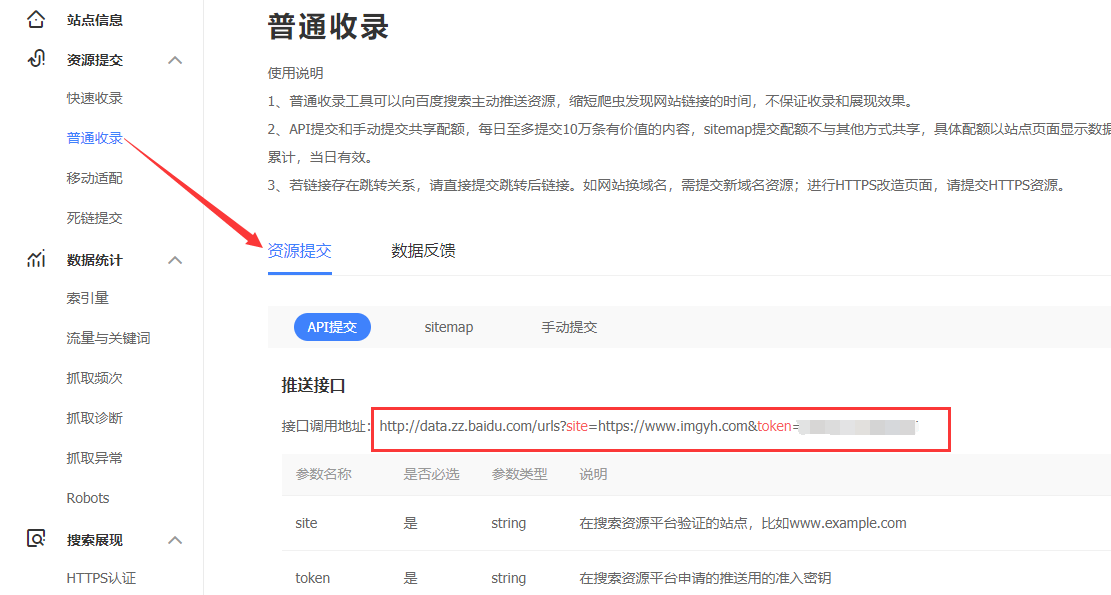 站点信息
资源提交
快速收录
普通收录
移动适配
死链提交
数据统计
索引量
流量与关键词
抓取频次
抓取诊断
抓取异常
Robots
搜索展现
HTTPS认证
普通收录
使用说明
1、普通收录工具可以向百度搜索主动推送资源，缩短爬虫发现网站链接的时间，不保证收录和展现效果。
2、API提交和手动提交共享配额，每日至多提交10万条有价值的内容，sitemap提交配额不与其他方式共享，具体配额以站点页面显示数据
累计，当日有效。
3、若链接存在跳转关系，请直接提交跳转后链接。如网站换域名，需提交新域名资源；进行HTTPS改造页面，请提交HTTPS资源。
资源提交 数据反馈
API提交 sitemap 手动提交
推送接口
接口调用地址: http://data.zz.baidu.com/urls?site=https://www.imgyh.com&token=
参数名称 是否必选 参数类型 说明
site 是 string 在搜索资源平台验证的站点，比如www.example.com
token 是 string 在搜索资源平台申请的推送用的准入密钥